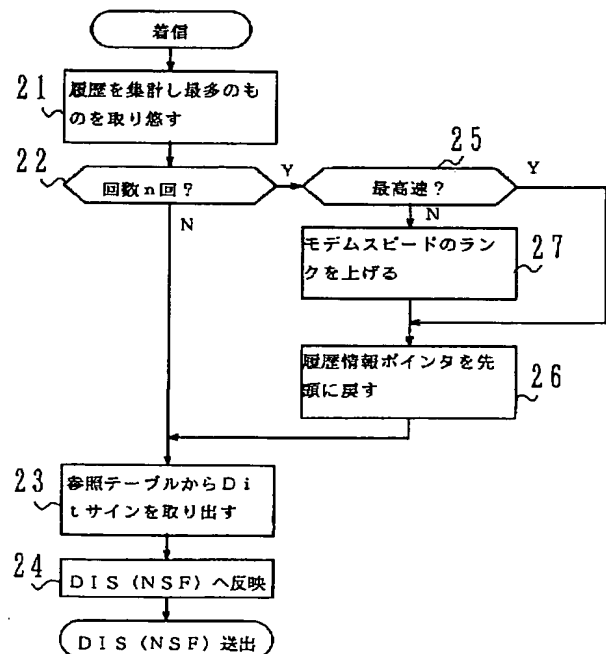 着信
21
履歴を集計し最多のも
のを取り悠す
22
回数n回?
Y
N
25
最高速?
Y
N
モデムスピードのラン
クを上げる
27
履歴情報ポインタを先
頭に戻す
26
23
参照テーブルからDi
tサインを取り出す
24
DIS(NSF)へ反映
DIS(NSF)送出